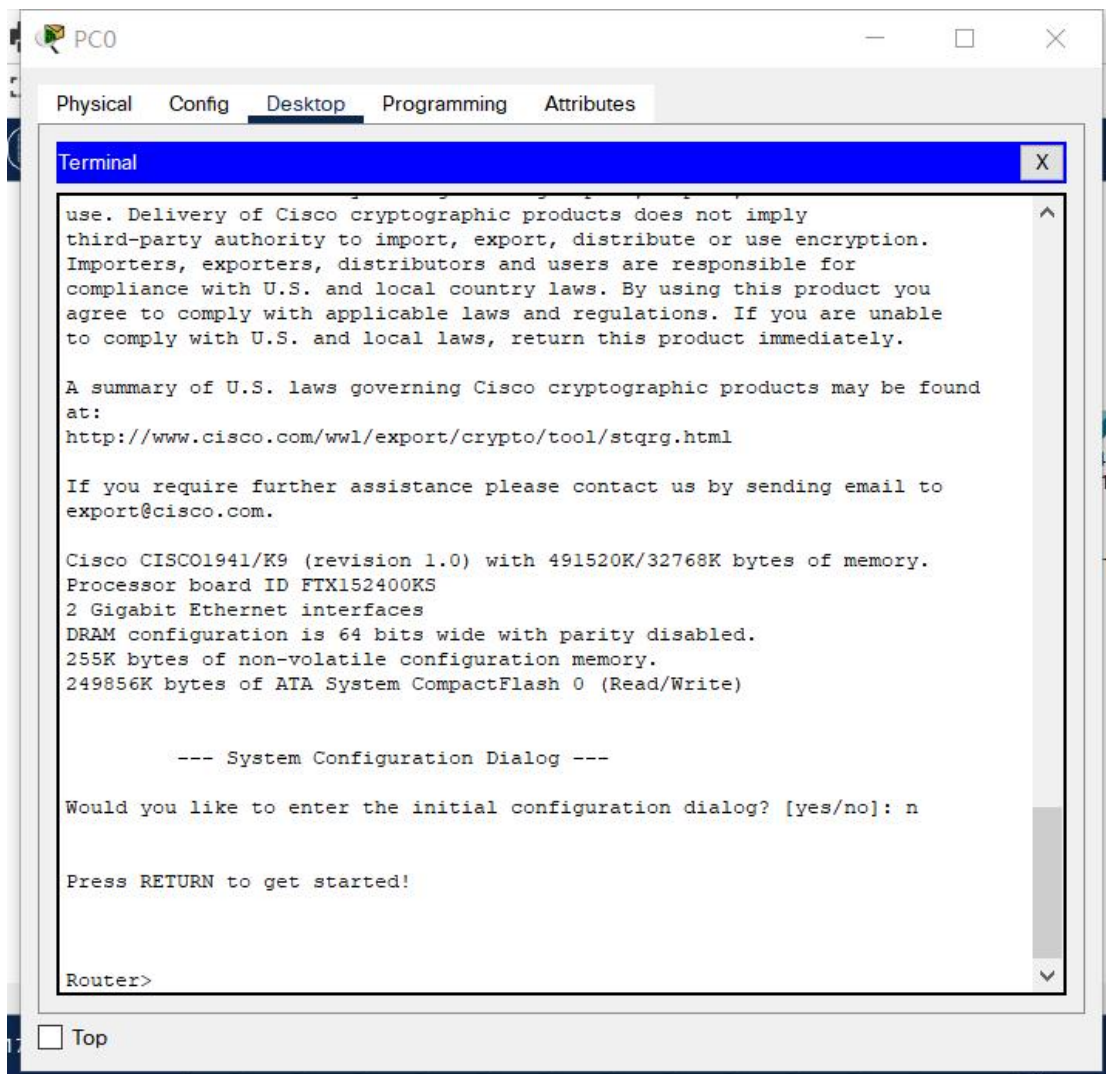 PC0
Physical Config Desktop Programming Attributes
Terminal
X
use. Delivery of Cisco cryptographic products does not imply
third-party authority to import, export, distribute or use encryption.
Importers, exporters, distributors and users are responsible for
compliance with U.S. and local country laws. By using this product you
agree to comply with applicable laws and regulations. If you are unable
to comply with U.S. and local laws, return this product immediately.
A summary of U.S. laws governing Cisco cryptographic products may be found
at:
http://www.cisco.com/wwl/export/crypto/tool/stqrg.html
If you require further assistance please contact us by sending email to
export@cisco.com.
Cisco CISCO1941/K9 (revision 1.0) with 491520K/32768K bytes of memory.
Processor board ID FTX152400KS
2 Gigabit Ethernet interfaces
DRAM configuration is 64 bits wide with parity disabled.
255K bytes of non-volatile configuration memory.
249856K bytes of ATA System CompactFlash 0 (Read/Write)
--- System Configuration Dialog ---
Would you like to enter the initial configuration dialog? [yes/no]: n
Press RETURN to get started!
Router>
Top